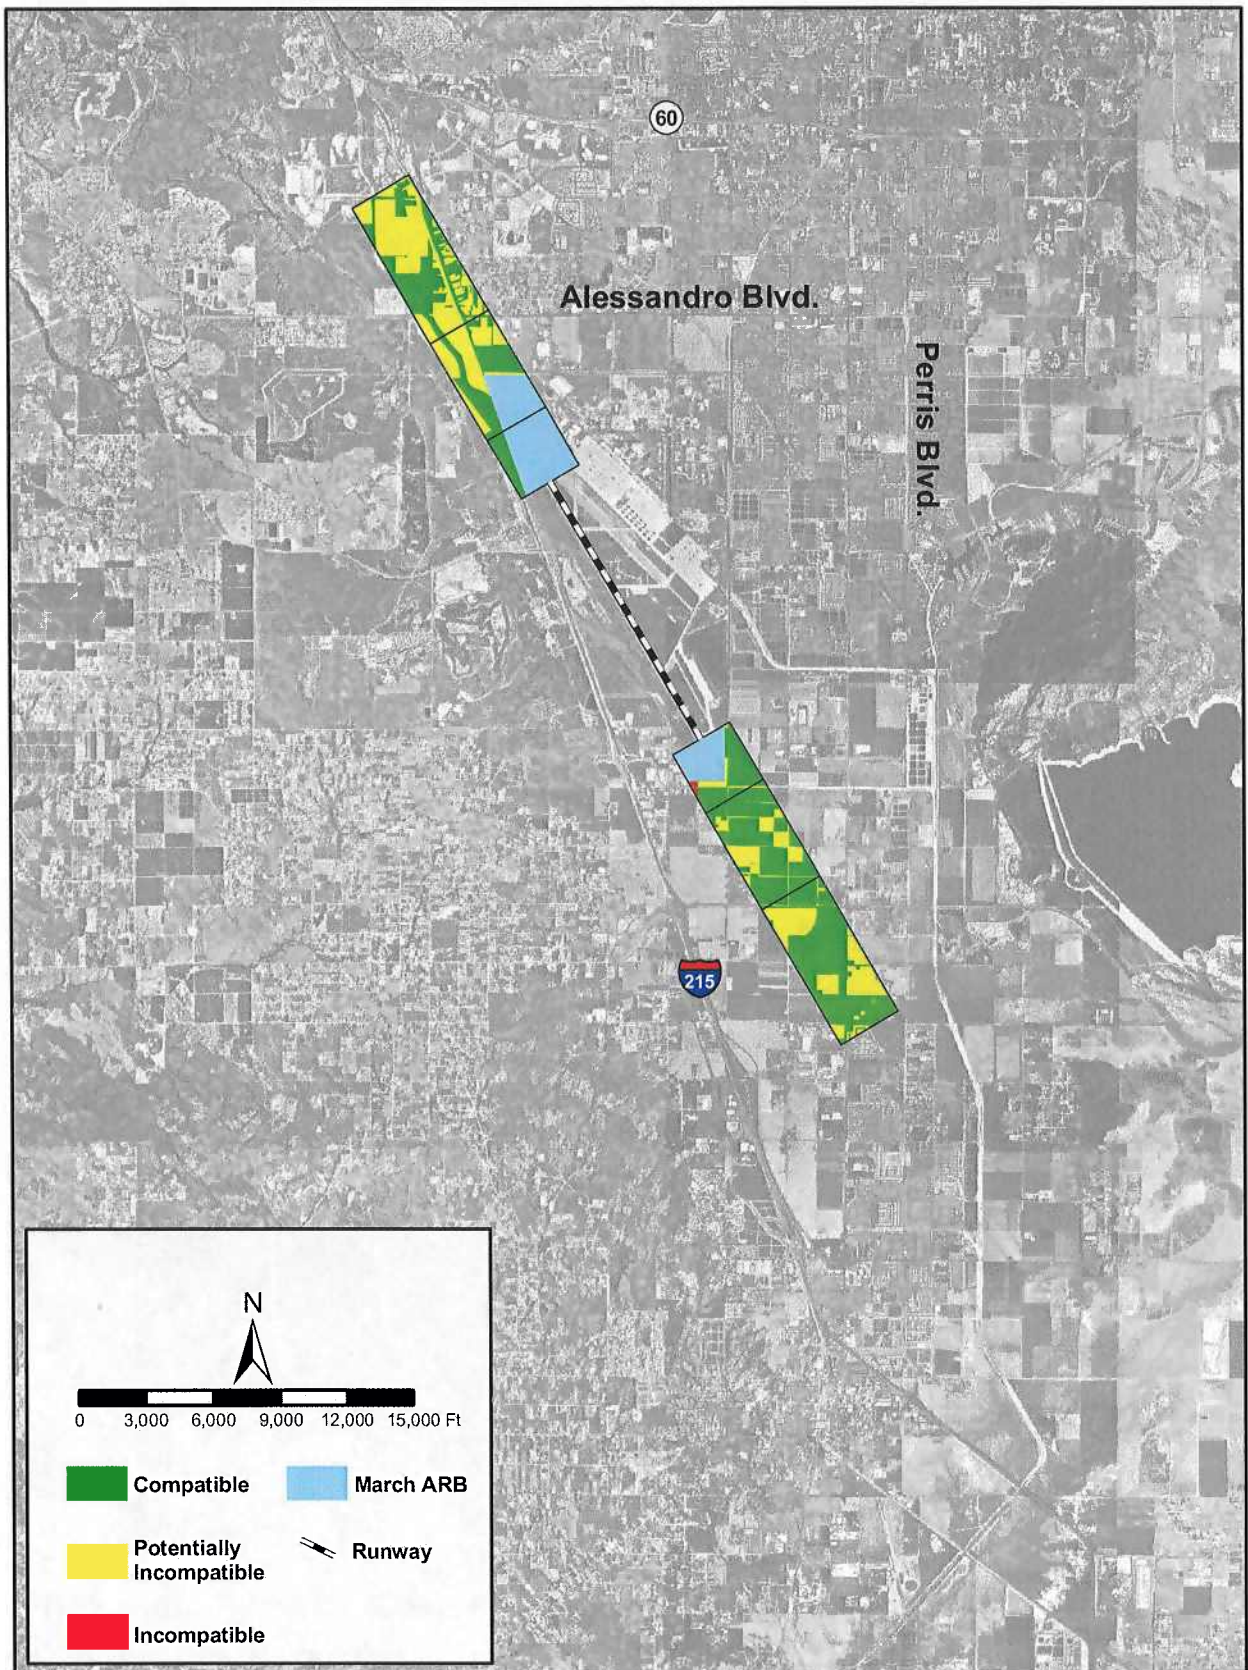 60
Alessandro Blvd.
Perris Blvd.
215
N
0 3,000 6,000 9,000 12,000 15,000 Ft
Compatible
March ARB
Potentially
Incompatible
Runway
Incompatible